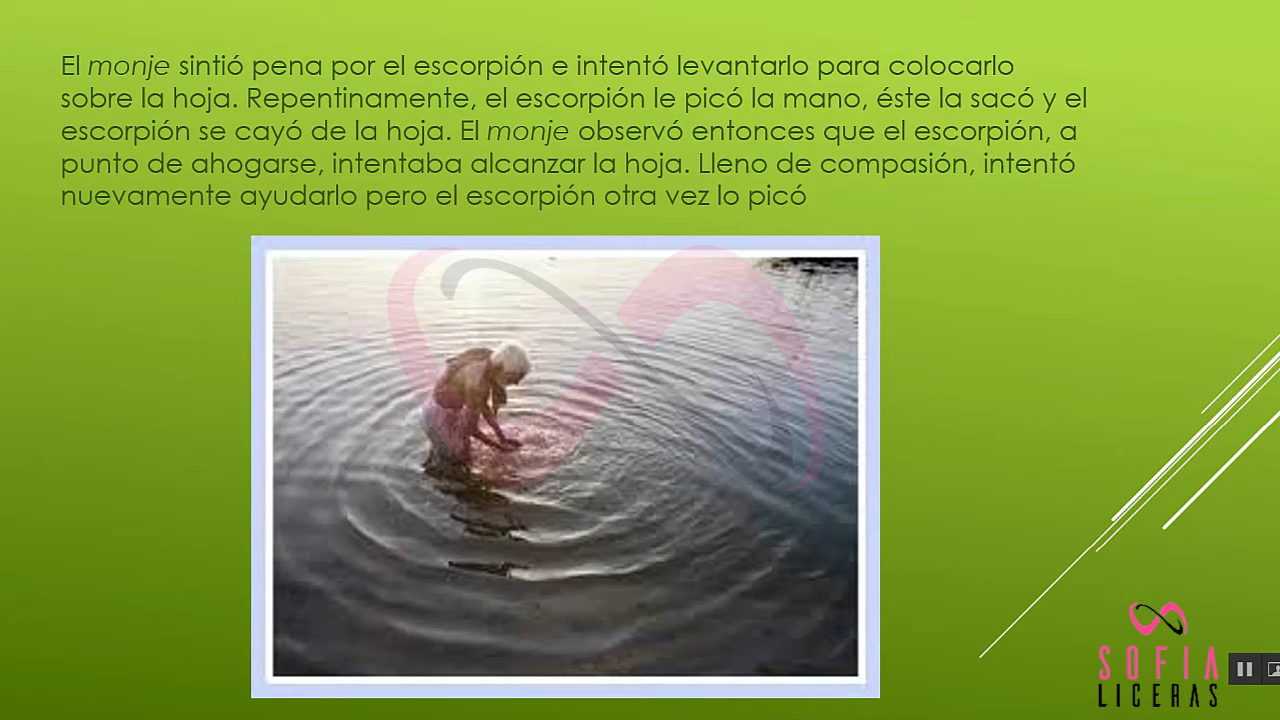 El monje sintió pena por el escorpión e intentó levantarlo para colocarlo
sobre la hoja. Repentinamente, el escorpión le picó la mano, éste la sacó y el
escorpión se cayó de la hoja. El monje observó entonces que el escorpión, a
punto de ahogarse, intentaba alcanzar la hoja. Lleno de compasión, intentó
nuevamente ayudarlo pero el escorpión otra vez lo picó
SOFIA
LICERAS